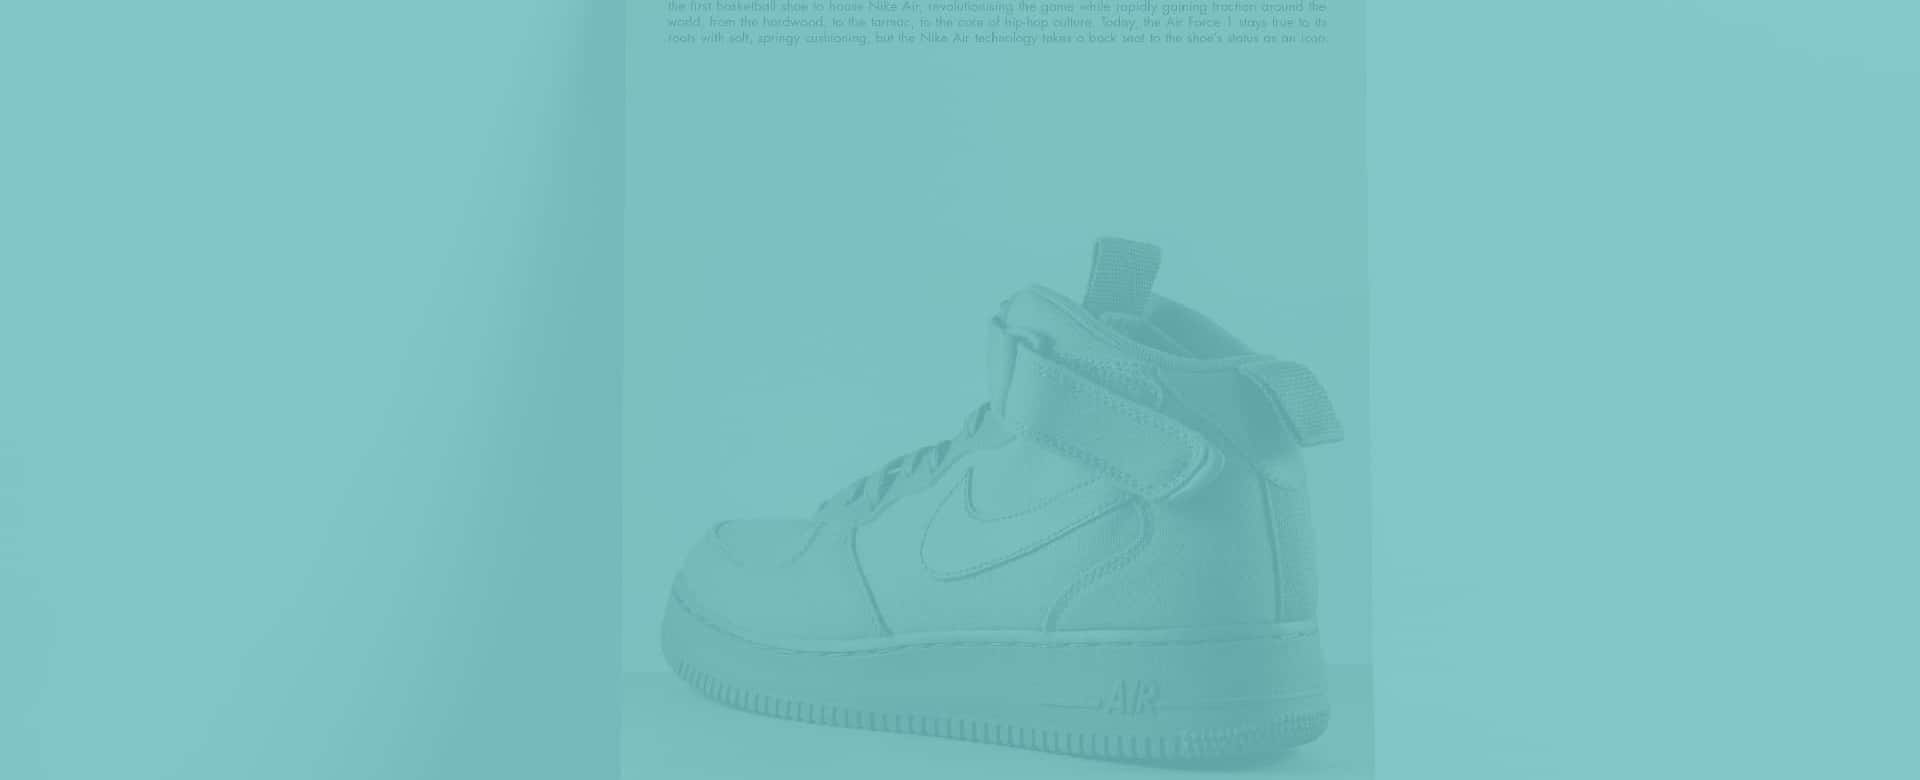 the first basketball shoe to house Nike Air, revolutionising the game while rapidly gaining traction around the
world, from the hardwood, to the tarmac, to the core of hip-hop culture. Today, the Air Force 1 stays true to its
roots with soft, springy cushioning, but the Nike Air technology takes a back seat to the shoe's status as an icon.
AIR